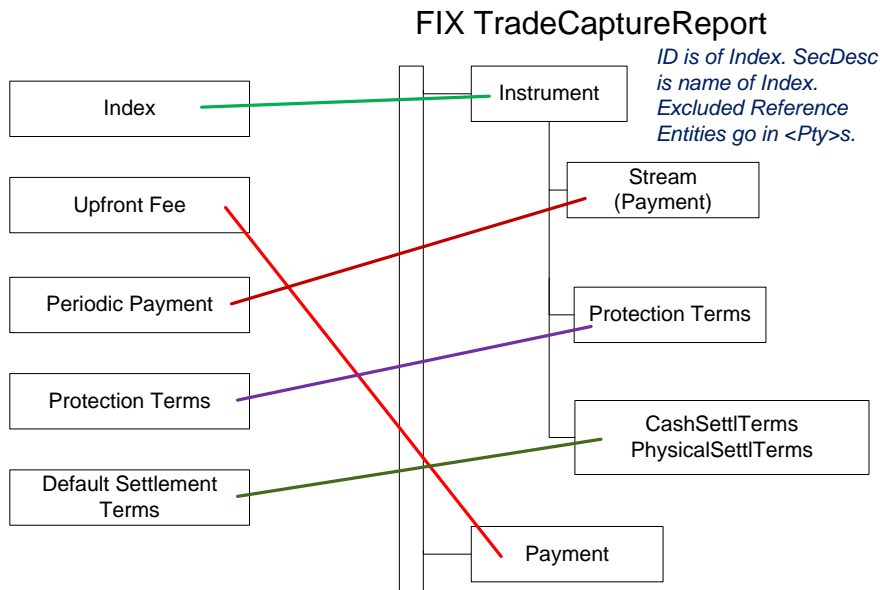 FIX TradeCaptureReport
ID is of Index. SecDesc
is name of Index.
Excluded Reference
Entities go in <Pty>s.
Index
Upfront Fee
Periodic Payment
Protection Terms
Default Settlement
Terms
Instrument
Stream
(Payment)
Protection Terms
CashSettlTerms
PhysicalSettlTerms
Payment